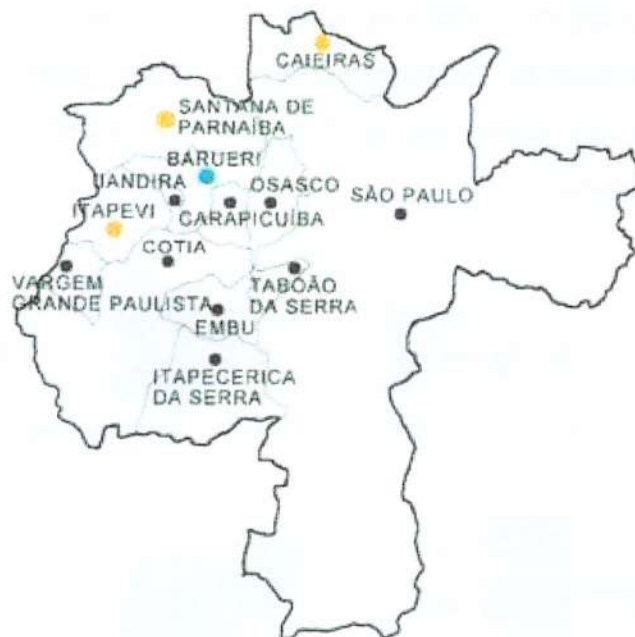 CAIEIRAS
SANTANA DE
PARNAÍBA
BARUERI
JANDIRA
OSASCO
ITAPEVI
CARAPICUÍBA
SÃO PAULO
COTIA
VARGEM
GRANDE PAULISTA
TABOÃO
DA SERRA
EMBU
ITAPECERICA
DA SERRA